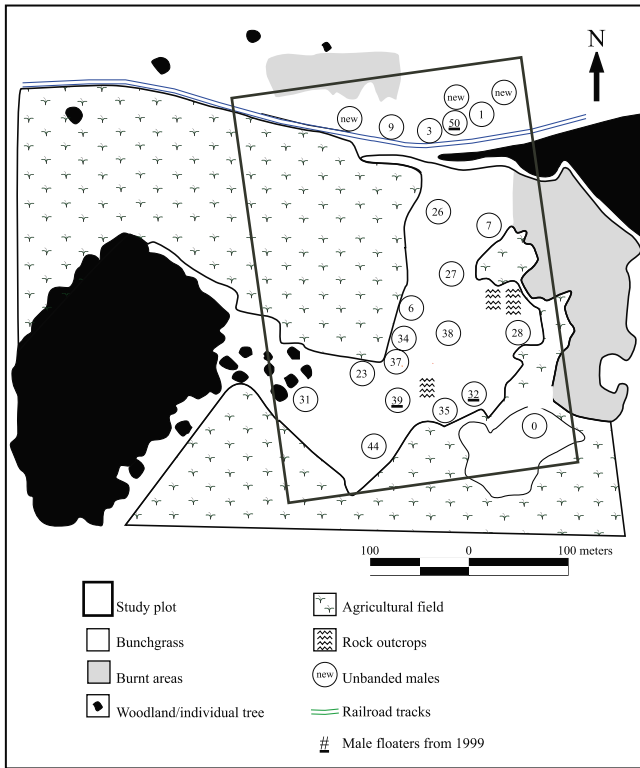 N
new
new
new
1
50
9
3
26
7
27
6
34
38
28
37
23
31
39
32
35
0
44
100 0 100 meters
Study plot
Agricultural field
Bunchgrass
Rock outcrops
Burnt areas
new Unbanded males
Woodland/individual tree
Railroad tracks
# Male floaters from 1999